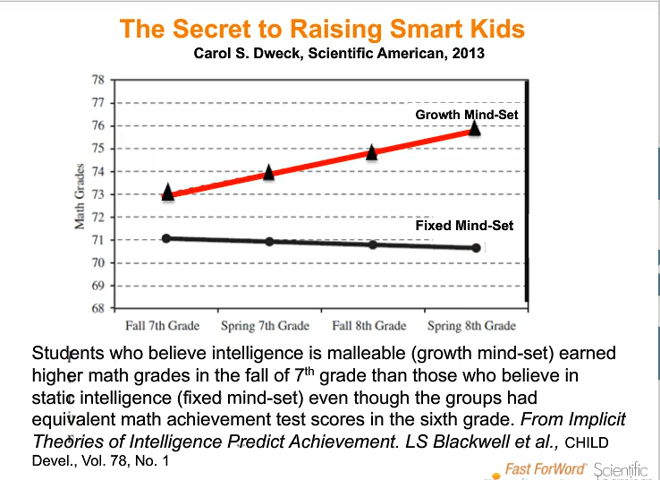 The Secret to Raising Smart Kids
Carol S. Dweck, Scientific American, 2013
78
77
Growth Mind-Set
76
75
74
73
Math Grades
72
Fixed Mind-Set
71
70
69
68
Fall 7th Grade Spring 7th Grade Fall 8th Grade Spring 8th Grade
Students who believe intelligence is malleable (growth mind-set) earned
higher math grades in the fall of 7th grade than those who believe in
static intelligence (fixed mind-set) even though the groups had
equivalent math achievement test scores in the sixth grade. From Implicit
Theories of Intelligence Predict Achievement. LS Blackwell et al., CHILD
Devel., Vol. 78, No. 1
Fast ForWord Scientific